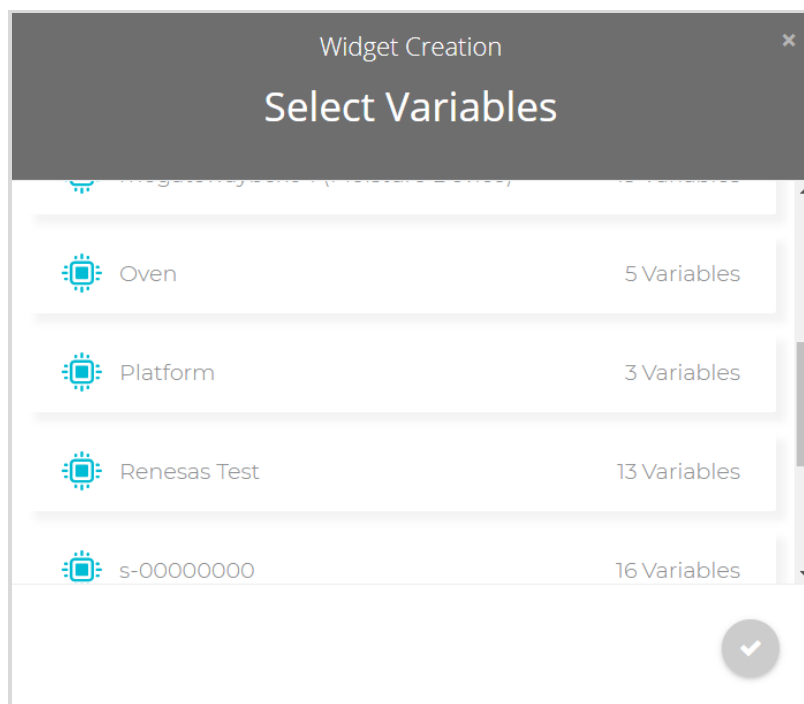 Widget Creation
Select Variables
Oven 5 Variables
Platform 3 Variables
Renesas Test 13 Variables
s-00000000 16 Variables